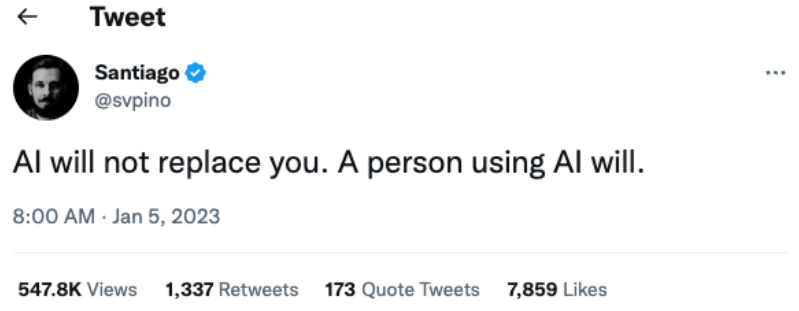 Tweet
Santiago
@svpino
AI will not replace you. A person using AI will.
8:00 AM · Jan 5, 2023
547.8K Views 1,337 Retweets 173 Quote Tweets 7,859 Likes